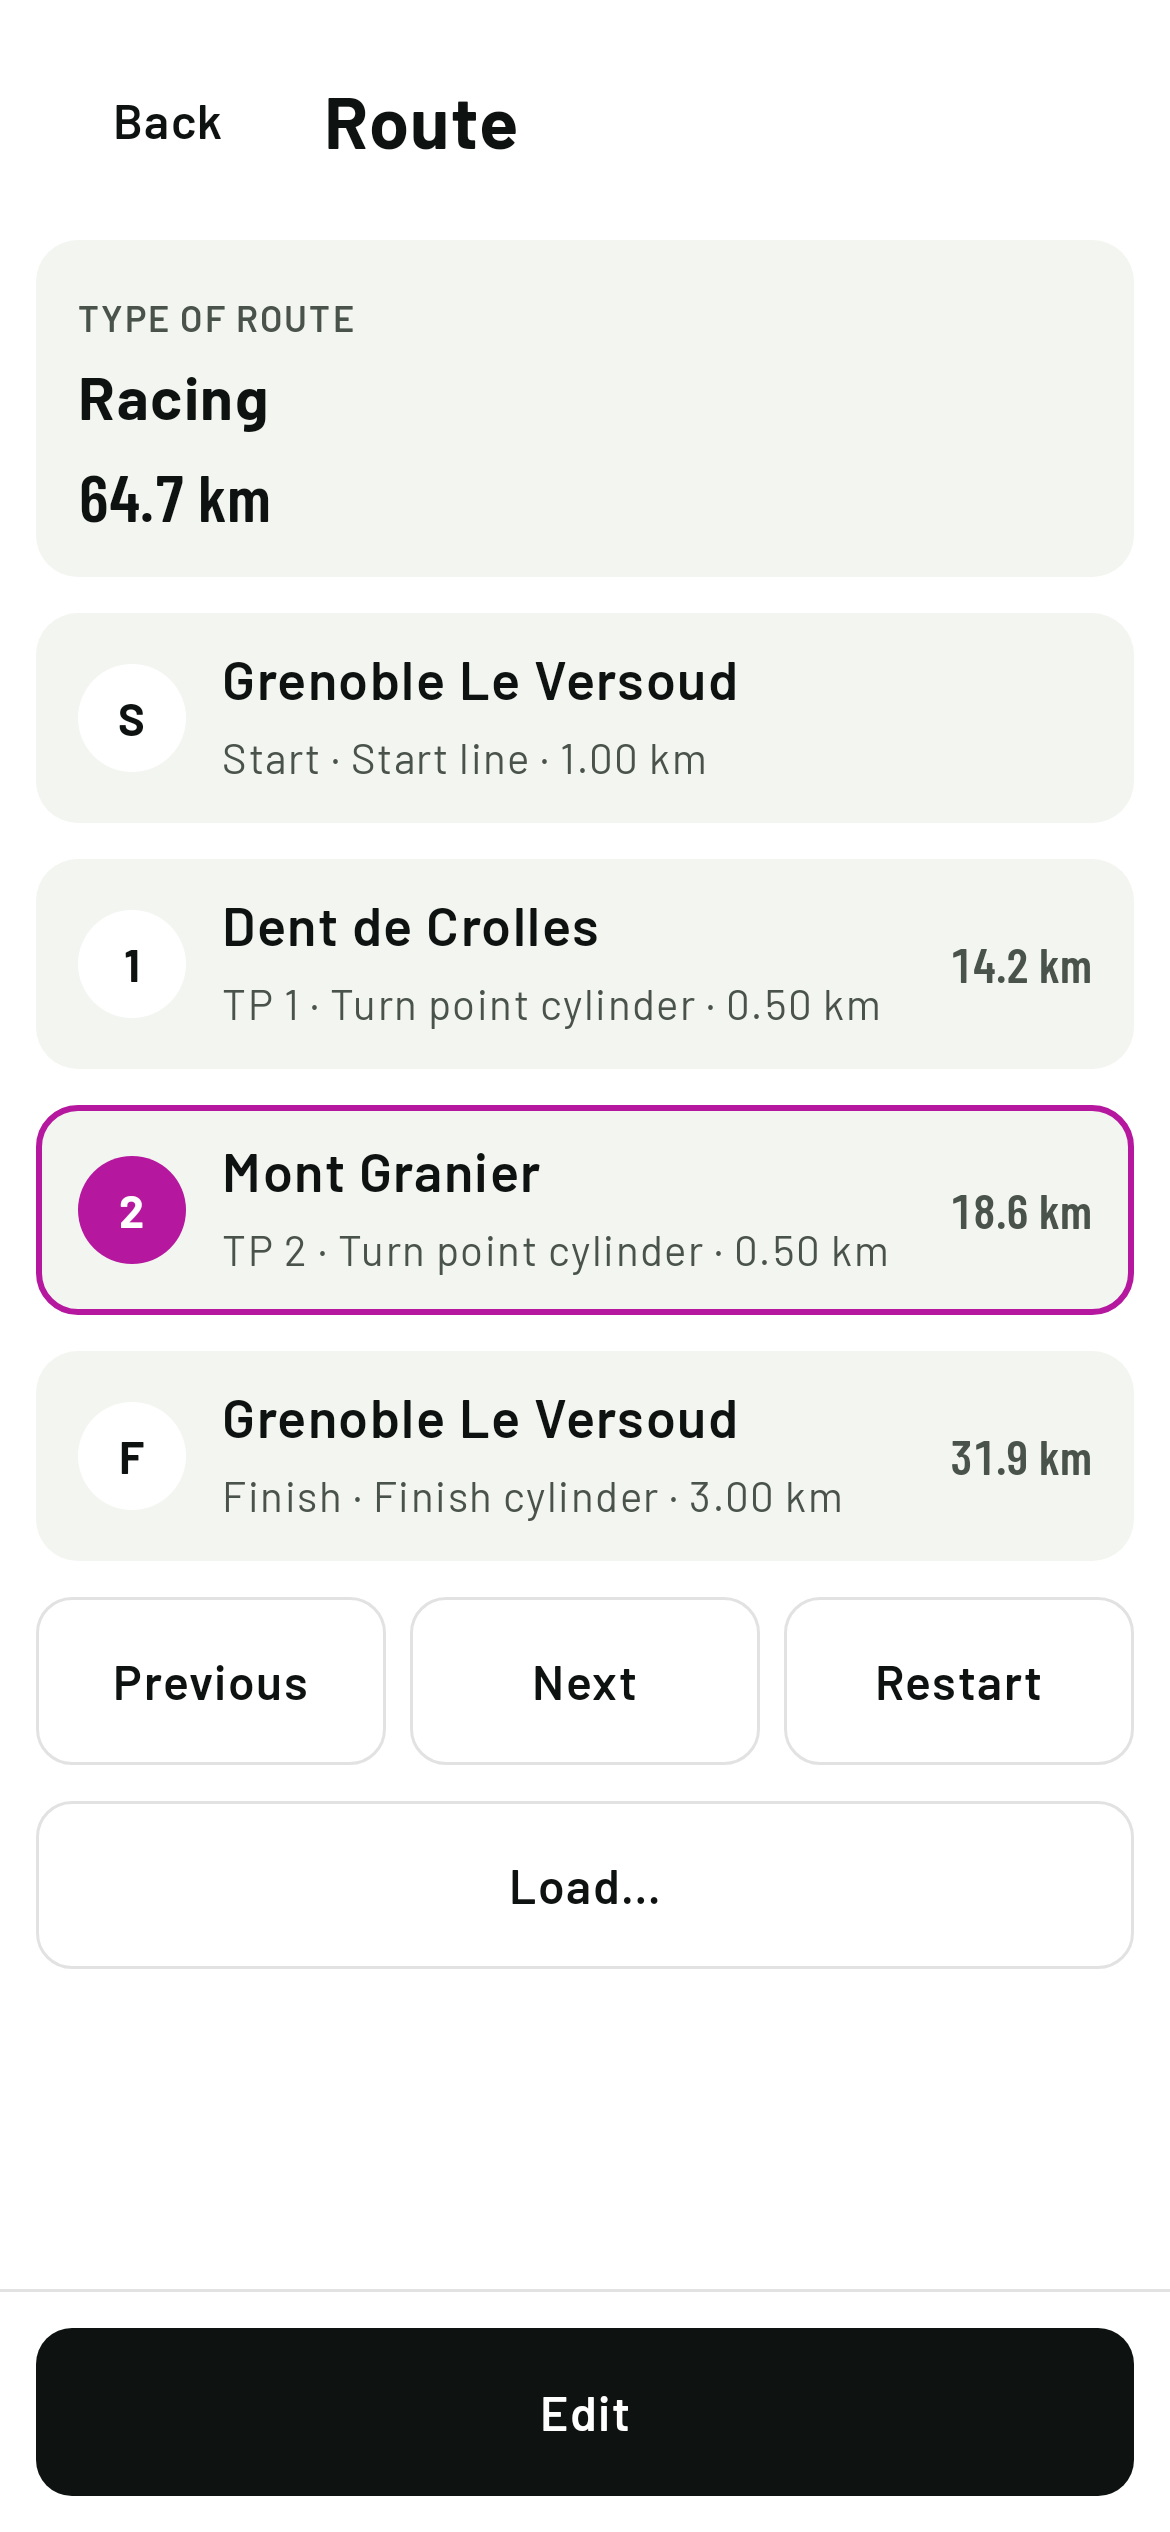 Back
Route
TYPE OF ROUTE
Racing
64.7 km
S
Grenoble Le Versoud
Start · Start line · 1.00 km
1
Dent de Crolles
TP 1 · Turn point cylinder · 0.50 km
14.2 km
2
Mont Granier
TP 2 · Turn point cylinder · 0.50 km
18.6 km
F
Grenoble Le Versoud
Finish · Finish cylinder · 3.00 km
31.9 km
Previous
Next
Restart
Load...
Edit